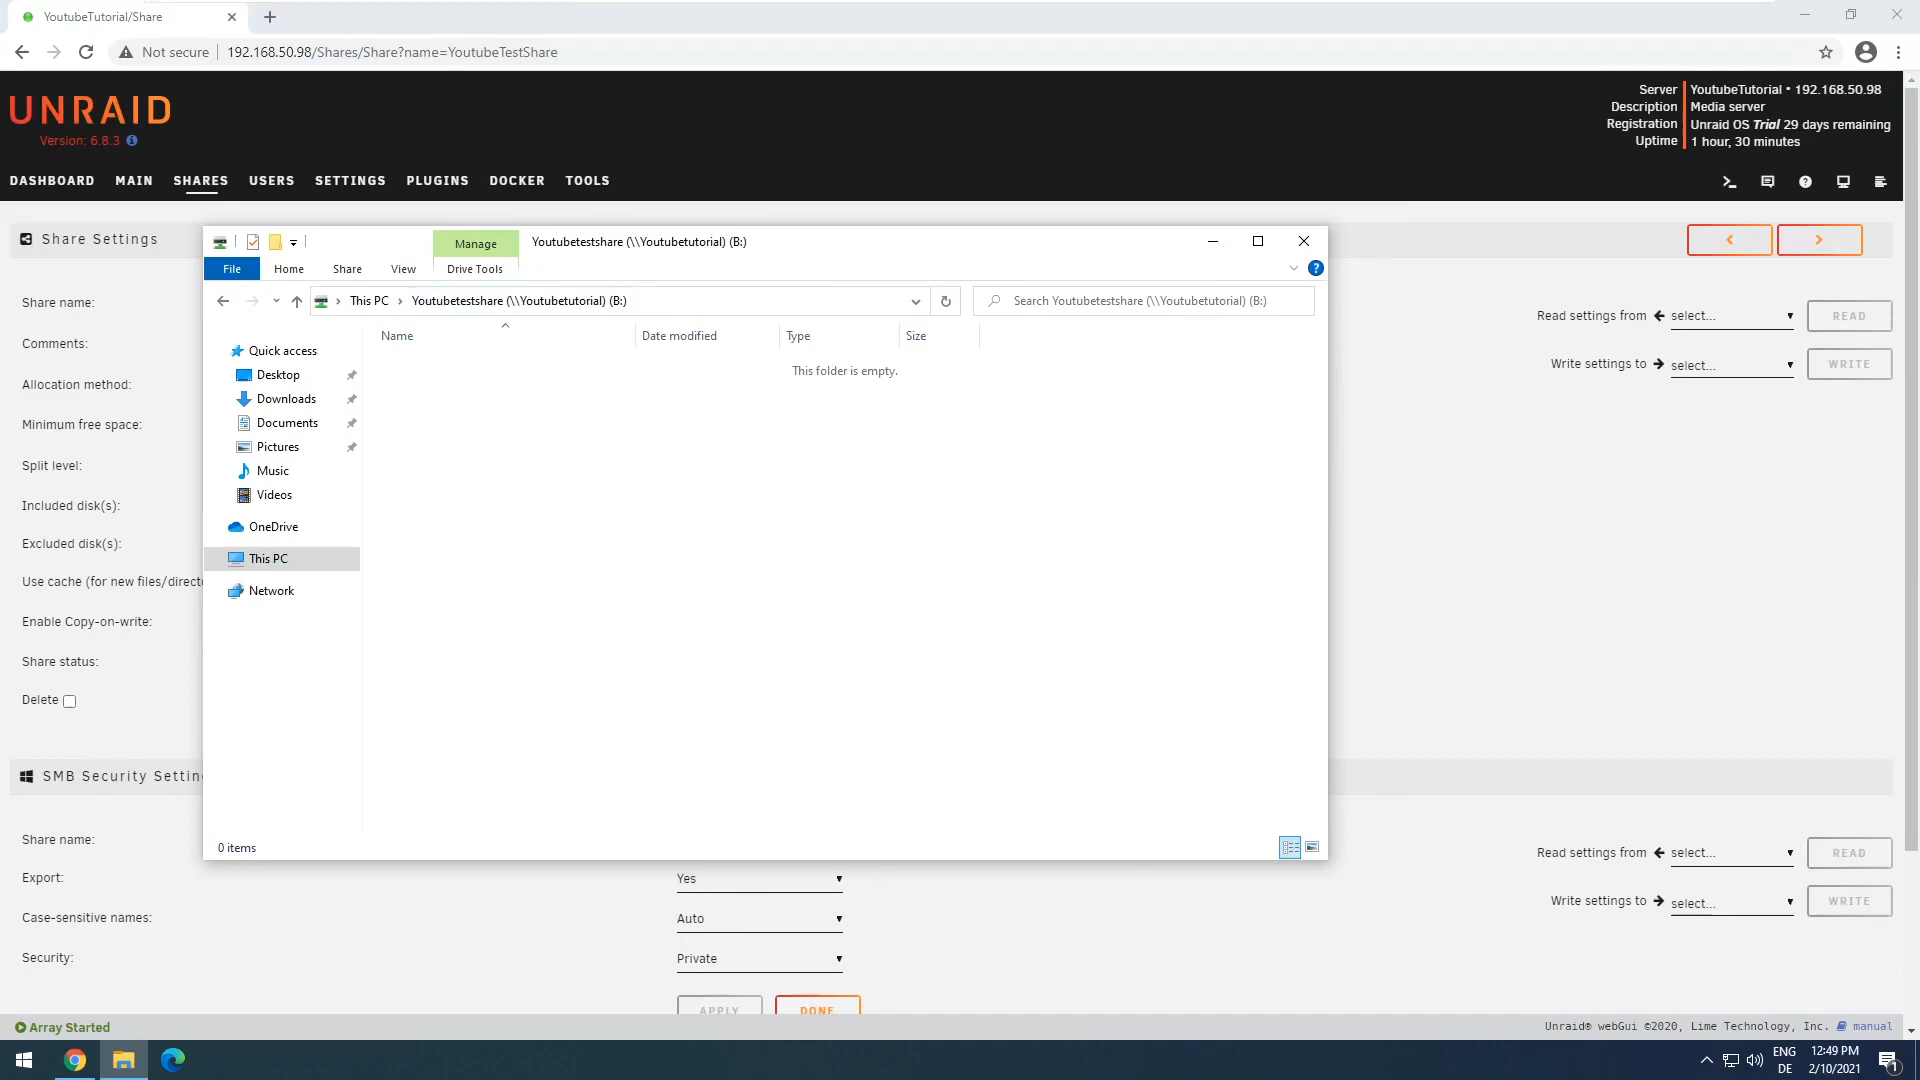 YoutubeTutorial/Share
Not secure
192.168.50.98/Shares/Share?name=YoutubeTestShare
UNRAID
Version: 6.8.3
Server YoutubeTutorial • 192.168.50.98
Description Media server
Registration Unraid OS Trial 29 days remaining
Uptime 1 hour, 30 minutes
DASHBOARD MAIN SHARES USERS SETTINGS PLUGINS DOCKER TOOLS
Share Settings
Share name:
Comments:
Allocation method:
Minimum free space:
Split level:
Included disk(s):
Excluded disk(s):
Use cache (for new files/direct
Enable Copy-on-write:
Share status:
Delete
Read settings from select... READ
Write settings to select... WRITE
Manage
Youtubetestshare (\\Youtubetutorial) (B:)
File Home Share View Drive Tools
This PC Youtubetestshare (\\Youtubetutorial) (B:)
Search Youtubetestshare (\\Youtubetutorial) (B:)
Name Date modified Type Size
This folder is empty.
Quick access
Desktop
Downloads
Documents
Pictures
Music
Videos
OneDrive
This PC
Network
0 items
SMB Security Settin
Share name:
Export: Yes
Case-sensitive names: Auto
Security: Private
Read settings from select... READ
Write settings to select... WRITE
APPLY DONE
Array Started
Unraid® webGui ©2020, Lime Technology, Inc. manual
ENG
DE
12:49 PM
2/10/2021
1